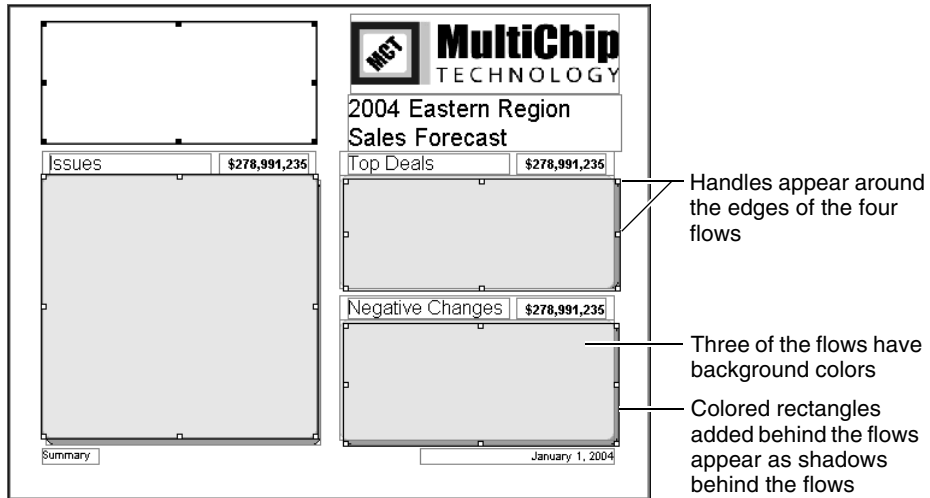 MCT
MultiChip
TECHNOLOGY
2004 Eastern Region
Sales Forecast
Issues
$278,991,235
Top Deals
$278,991,235
Negative Changes
$278,991,235
Summary
January 1, 2004
Handles appear around
the edges of the four
flows
Three of the flows have
background colors
Colored rectangles
added behind the flows
appear as shadows
behind the flows